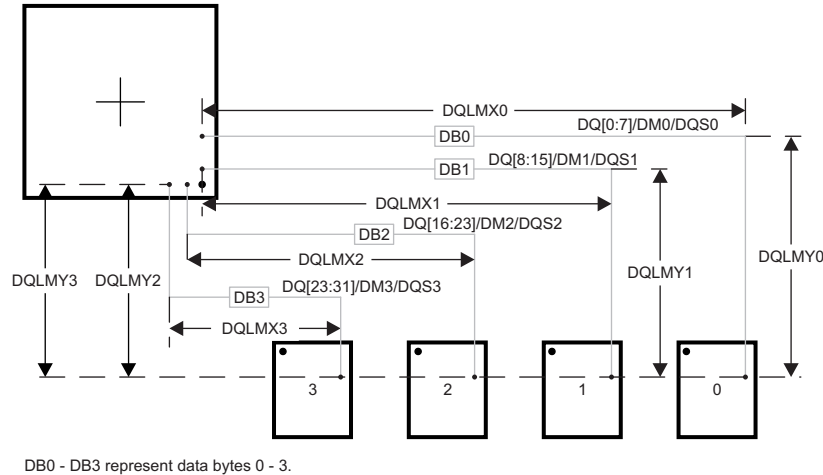 DQLMX0
DQ[0:7]/DM0/DQS0
DB0
DQ[8:15]/DM1/DQS1
DB1
DQLMX1
DQ[16:23]/DM2/DQS2
DB2
DQLMX2
DQLMY0
DQLMY3
DQLMY2
DQLMY1
DQ[23:31]/DM3/DQS3
DB3
DQLMX3
3
2
1
0
DB0 - DB3 represent data bytes 0 - 3.